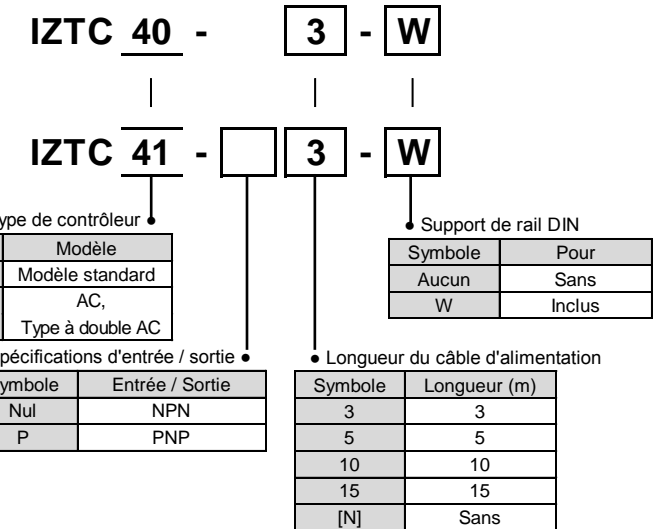 IZTC 40 - 3 - W
IZTC 41 - 3 - W
ype de contrôleur
Modèle
Modèle standard
AC,
Type à double AC
Support de rail DIN
Symbole Pour
Aucun Sans
W Inclus
pécifications d'entrée / sortie
ymbole Entrée / Sortie
Nul NPN
P PNP
Longueur du câble d'alimentation
Symbole Longueur (m)
3 3
5 5
10 10
15 15
[N] Sans